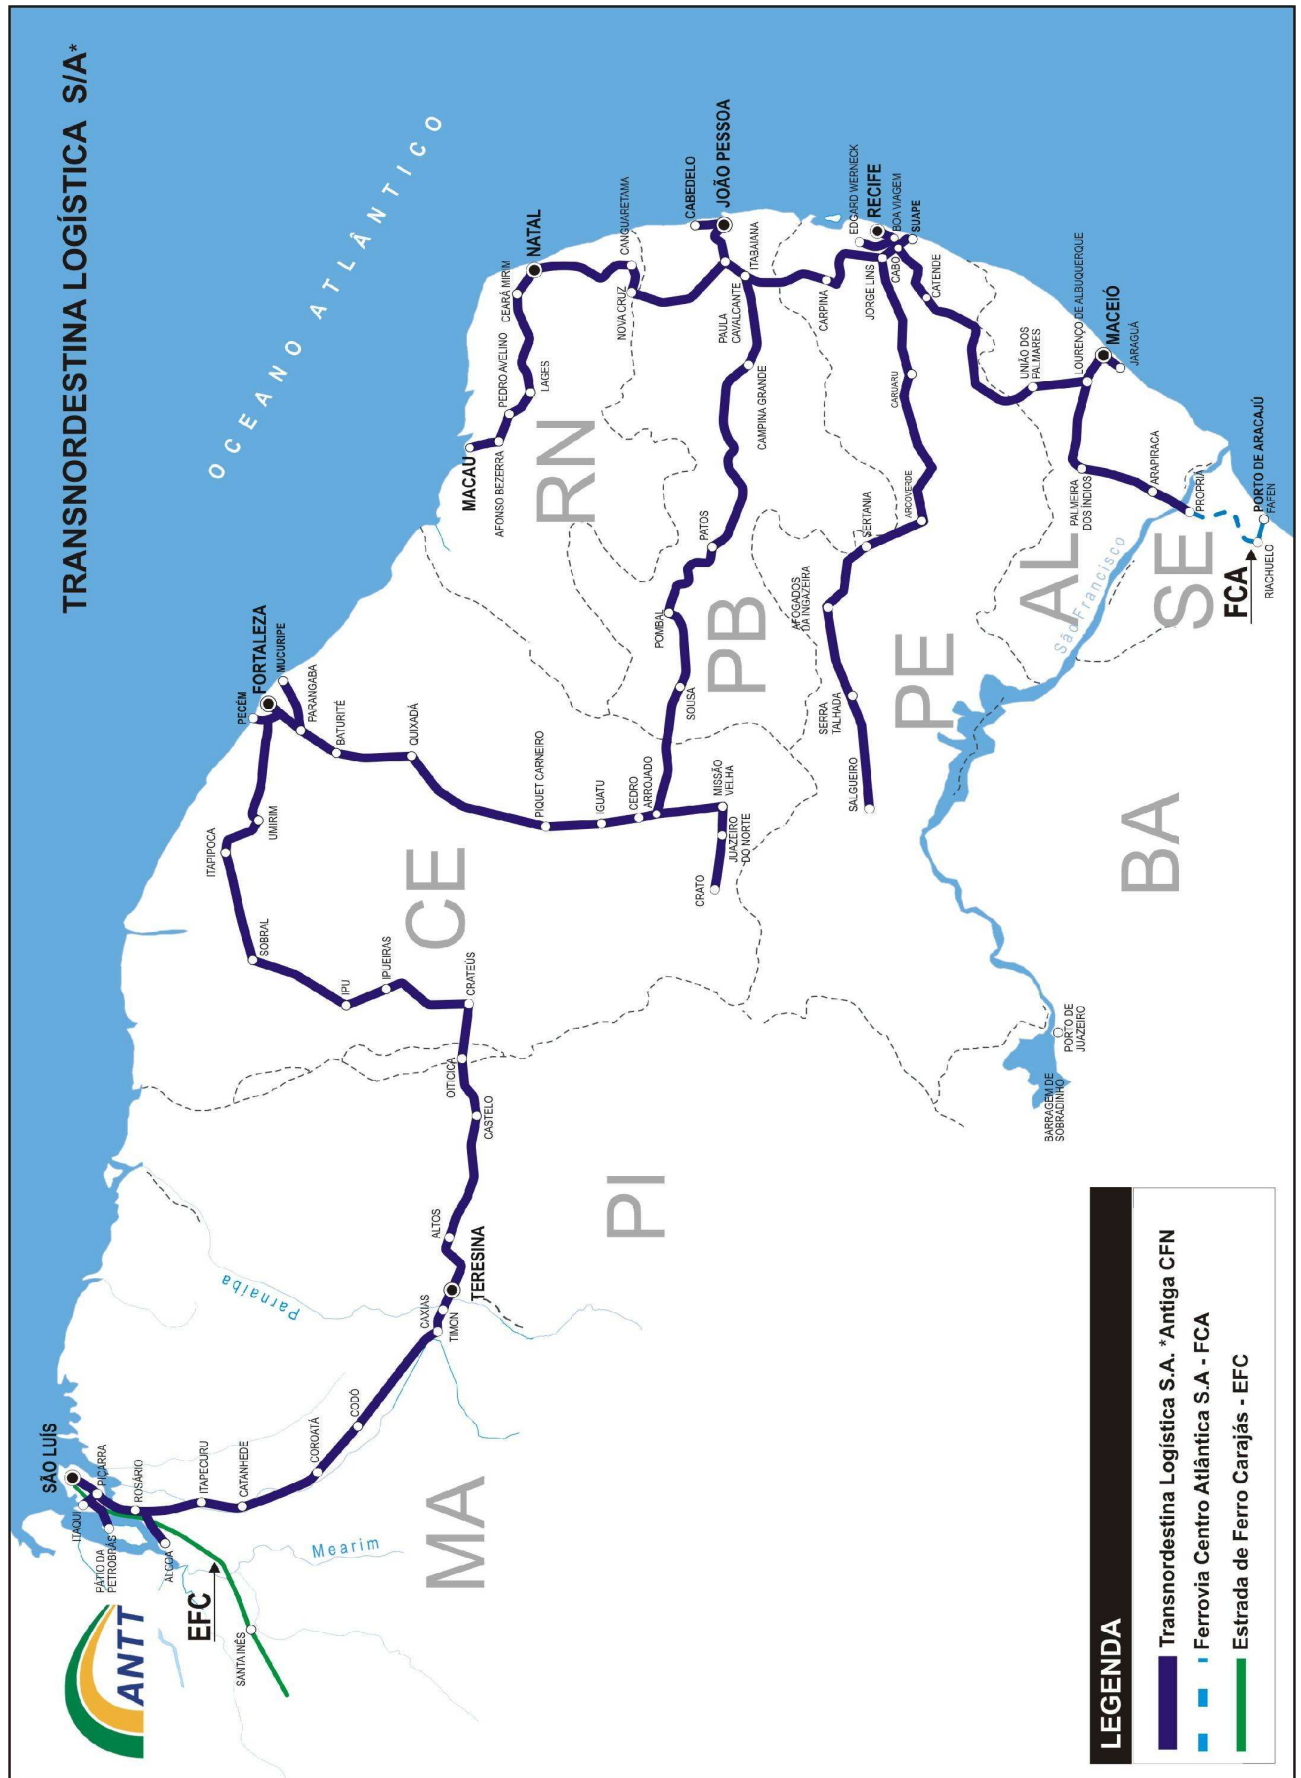 TRANSNORDESTINA LOGÍSTICA S/A*
OCEANO ATLÂNTICO
ANTT
SÃO LUÍS
ITAQUI
PIÇARRA
PÁTIO DA
PETROBRÁS
ROSÁRIO
ALCOA
EFC
SANTA INÊS
ITAPECURU
CATANHEDE
COROATÁ
CODÓ
Mearim
MA
CAXIAS
TIMON
TERESINA
Parnaíba
ALTOS
PI
CASTELO
OITICICA
CRATEÚS
IPUEIRAS
IPU
SOBRAL
ITAPIPOCA
UMIRIM
CE
PECÉM
FORTALEZA
MUCURIPE
PARANGABA
BATURITÉ
QUIXADÁ
PIQUET CARNEIRO
IGUATU
CEDRO
ARROJADO
MISSÃO
VELHA
JUAZEIRO
DO NORTE
CRATO
SOUSA
POMBAL
PATOS
PB
CAMPINA GRANDE
MACAU
AFONSO BEZERRA
PEDRO AVELINO
LAGES
CEARÁ MIRIM
NATAL
RN
CANGUARETAMA
NOVA CRUZ
CABEDELO
JOÃO PESSOA
PAULA
CAVALCANTE
ITABAIANA
CARPINA
EDGARD WERNECK
RECIFE
BOA VIAGEM
SUAPE
JORGE LINS
CABO
CATENDE
CARUARU
ARCOVERDE
SERTANIA
AFOGADOS
DA INGAZEIRA
SERRA
TALHADA
SALGUEIRO
PE
UNIÃO DOS
PALMARES
LOURENÇO DE ALBUQUERQUE
MACEIÓ
JARAGUÁ
PALMEIRA
DOS ÍNDIOS
ARAPIRACA
PROPRIÁ
AL
São Francisco
SE
PORTO DE ARACAJÚ
FAFEN
RIACHUELO
FCA
BA
PORTO DE
JUAZEIRO
BARRAGEM DE
SOBRADINHO
LEGENDA
Transnordestina Logística S.A. *Antiga CFN
Ferrovia Centro Atlântica S.A - FCA
Estrada de Ferro Carajás - EFC